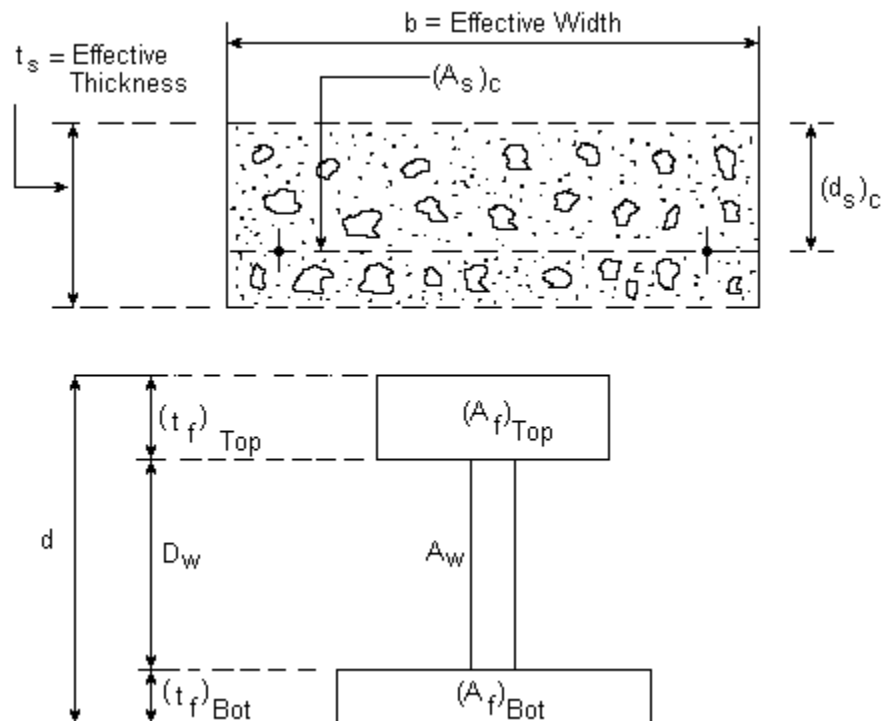 b = Effective Width
t_s = Effective
Thickness
(A_s)_c
(d_s)_c
(t_f)_Top
(A_f)_Top
d
D_w
A_w
(t_f)_Bot
(A_f)_Bot